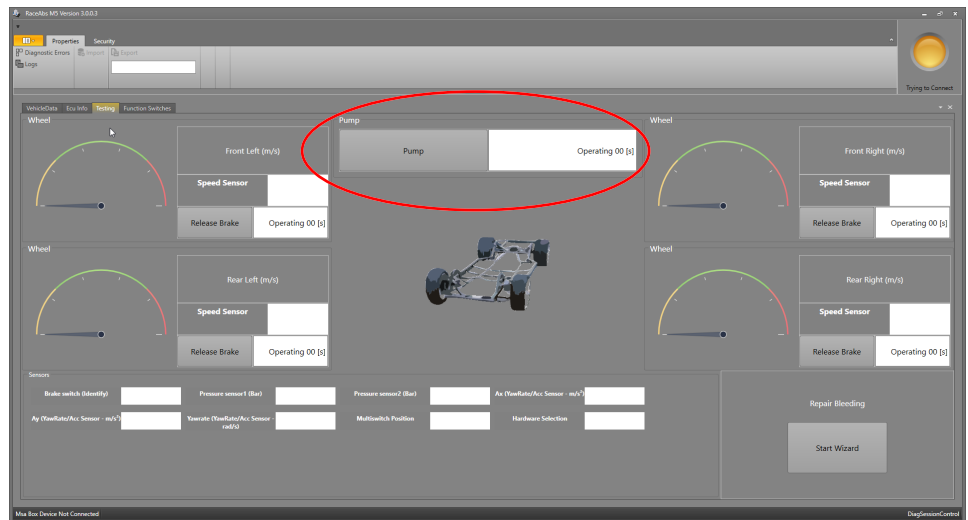 RaceAbs M5 Version 3.0.0.3
Properties Security
Diagnostic Errors Import Export
Logs
Trying to Connect
VehicleData Ecu Info Testing Function Switches
Wheel
Front Left (m/s)
Speed Sensor
Release Brake Operating 00 [s]
Pump
Pump Operating 00 [s]
Wheel
Front Right (m/s)
Speed Sensor
Release Brake Operating 00 [s]
Wheel
Rear Left (m/s)
Speed Sensor
Release Brake Operating 00 [s]
Wheel
Rear Right (m/s)
Speed Sensor
Release Brake Operating 00 [s]
Sensors
Brake switch (Identify) Pressure sensor1 (Bar) Pressure sensor2 (Bar) Ax (YawRate/Acc Sensor - m/s²)
Ay (YawRate/Acc Sensor - m/s²) Yawrate (YawRate/Acc Sensor - Multiswitch Position Hardware Selection
rad/s)
Repair Bleeding
Start Wizard
Msa Box Device Not Connected DiagSessionControl